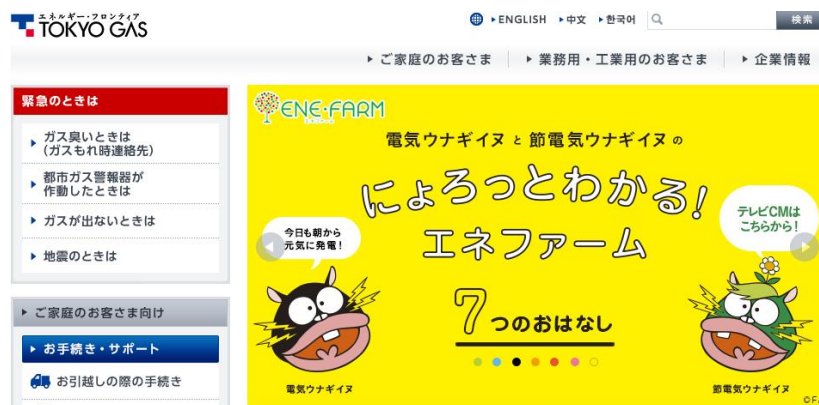 エネルギー・フロンティア
TOKYO GAS
ENGLISH 中文 한국어
検索
ご家庭のお客さま 業務用・工業用のお客さま 企業情報
緊急のときは
ガス臭いときは
(ガスもれ時連絡先)
都市ガス警報器が
作動したときは
ガスが出ないときは
地震のときは
ご家庭のお客さま向け
お手続き・サポート
お引越しの際の手続き
ENE・FARM
電気ウナギイヌと節電気ウナギイヌの
にょろっとわかる!
エネファーム
7つのおはなし
今日も朝から
元気に発電!
テレビCMは
こちらから!
電気ウナギイヌ
節電気ウナギイヌ